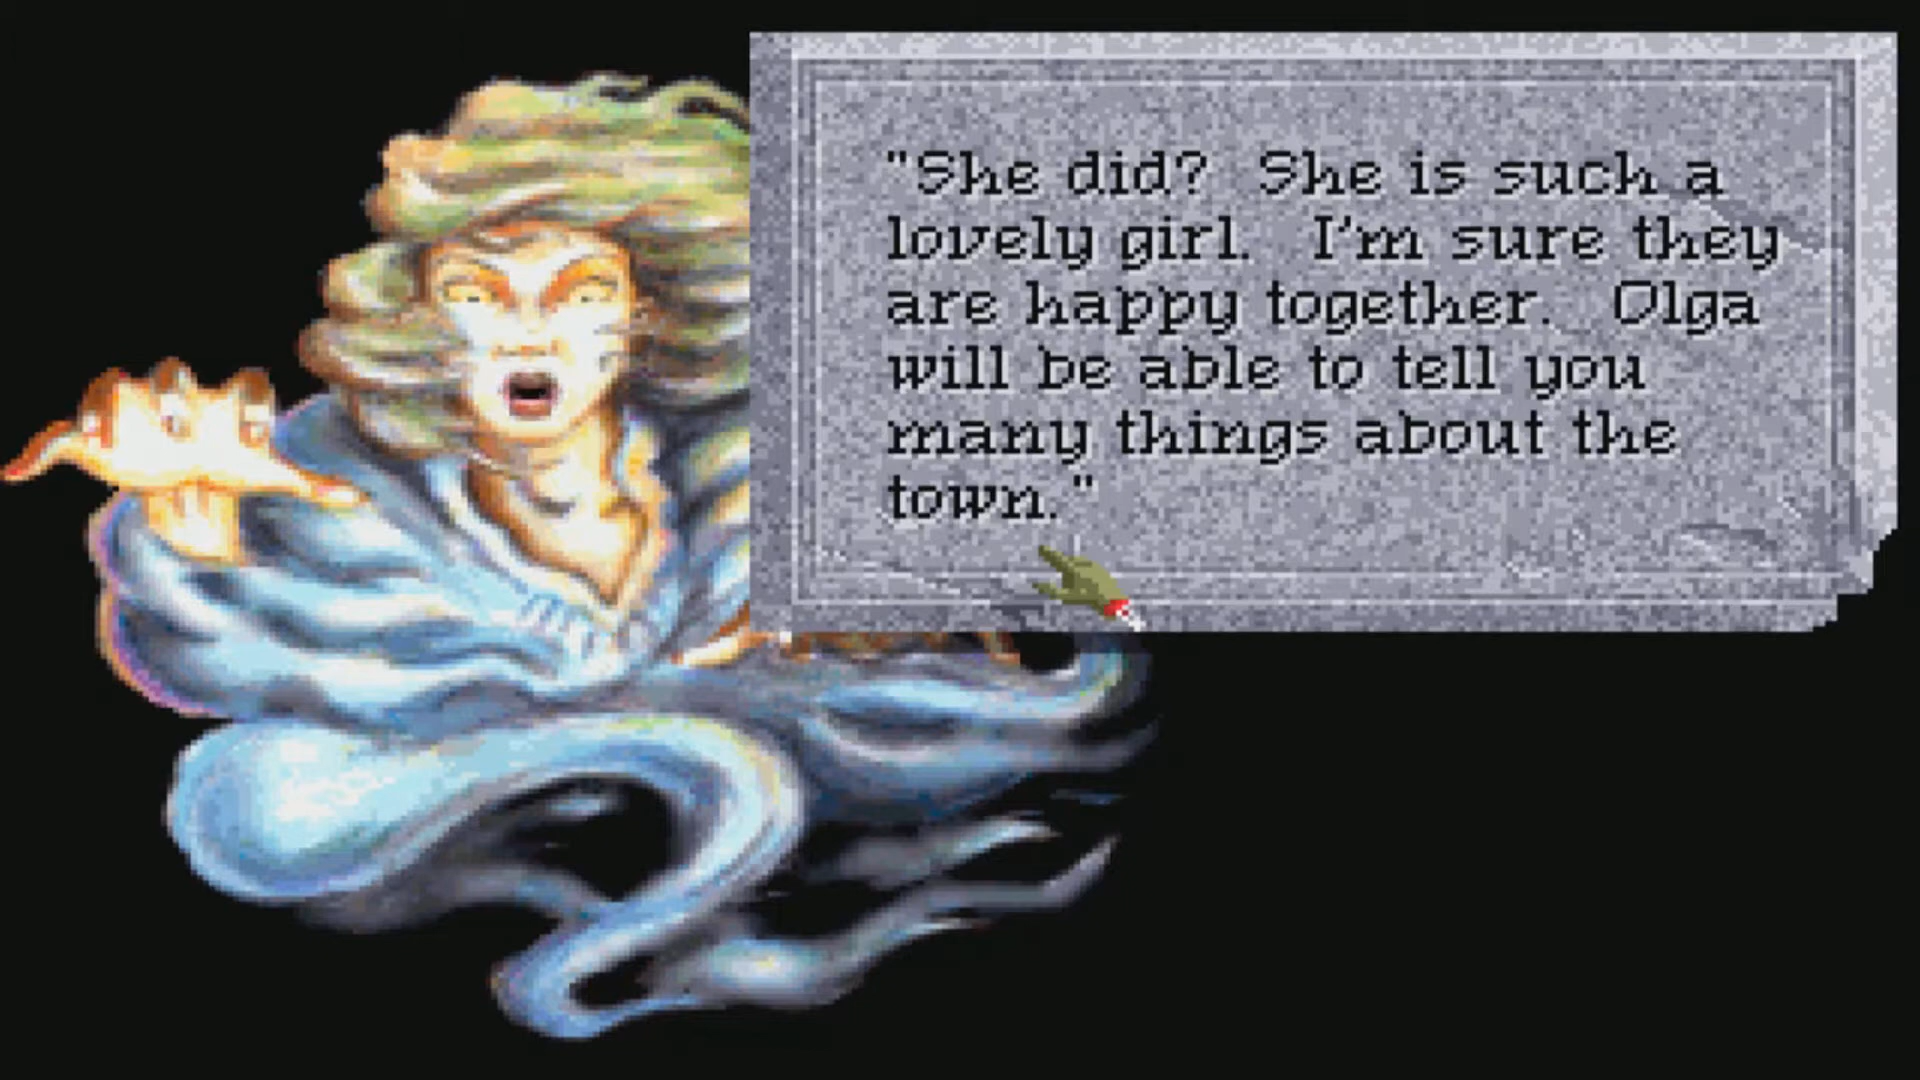 "She did?  She is such a
lovely girl.  I'm sure they
are happy together.  Olga
will be able to tell you
many things about the
town."